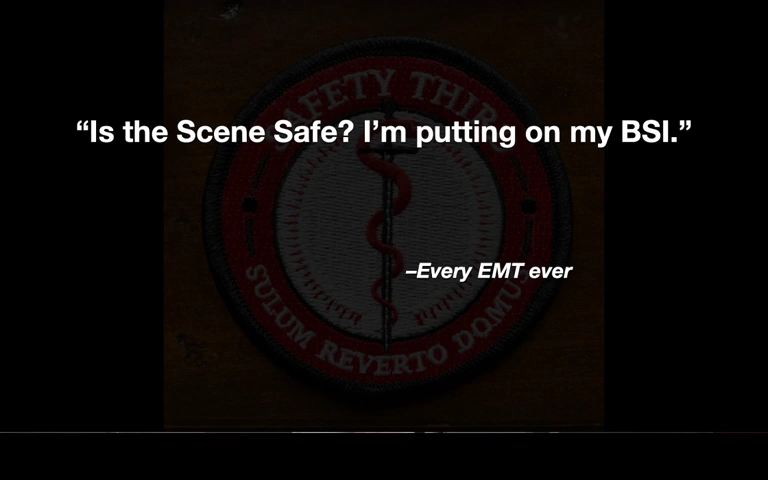 SAFETY THIRD
“Is the Scene Safe? I’m putting on my BSI.”
–Every EMT ever
SULUM REVERTO DOMUS